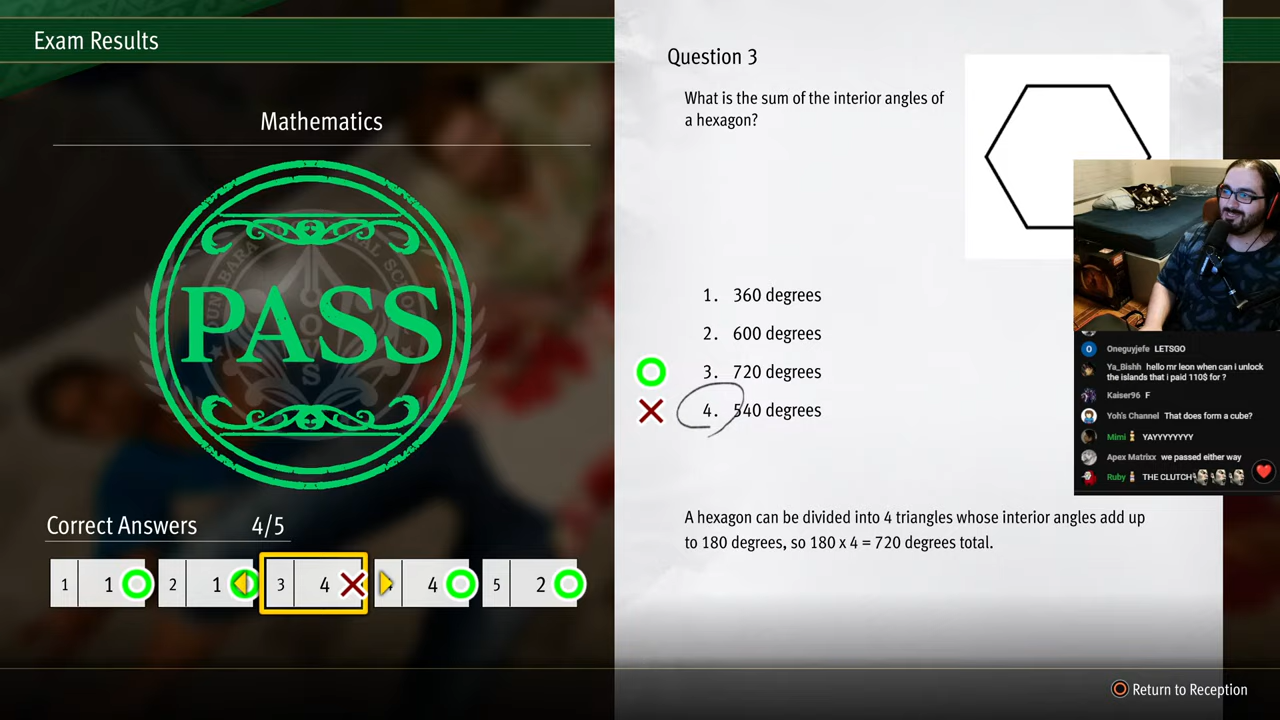 Exam Results
Mathematics
PASS
Correct Answers 4/5
1 1
2 1
3 4
4
5 2
Question 3
What is the sum of the interior angles of
a hexagon?
1. 360 degrees
2. 600 degrees
3. 720 degrees
4. 540 degrees
A hexagon can be divided into 4 triangles whose interior angles add up
to 180 degrees, so 180 x 4 = 720 degrees total.
O Oneguyjefe LETSGO
Ya_Bishh hello mr leon when can i unlock
the islands that i paid 110$ for ?
Kaiser96 F
Yoh's Channel That does form a cube?
Mimi YAYYYYYYY
Apex Matrixx we passed either way
Ruby THE CLUTCH
Return to Reception